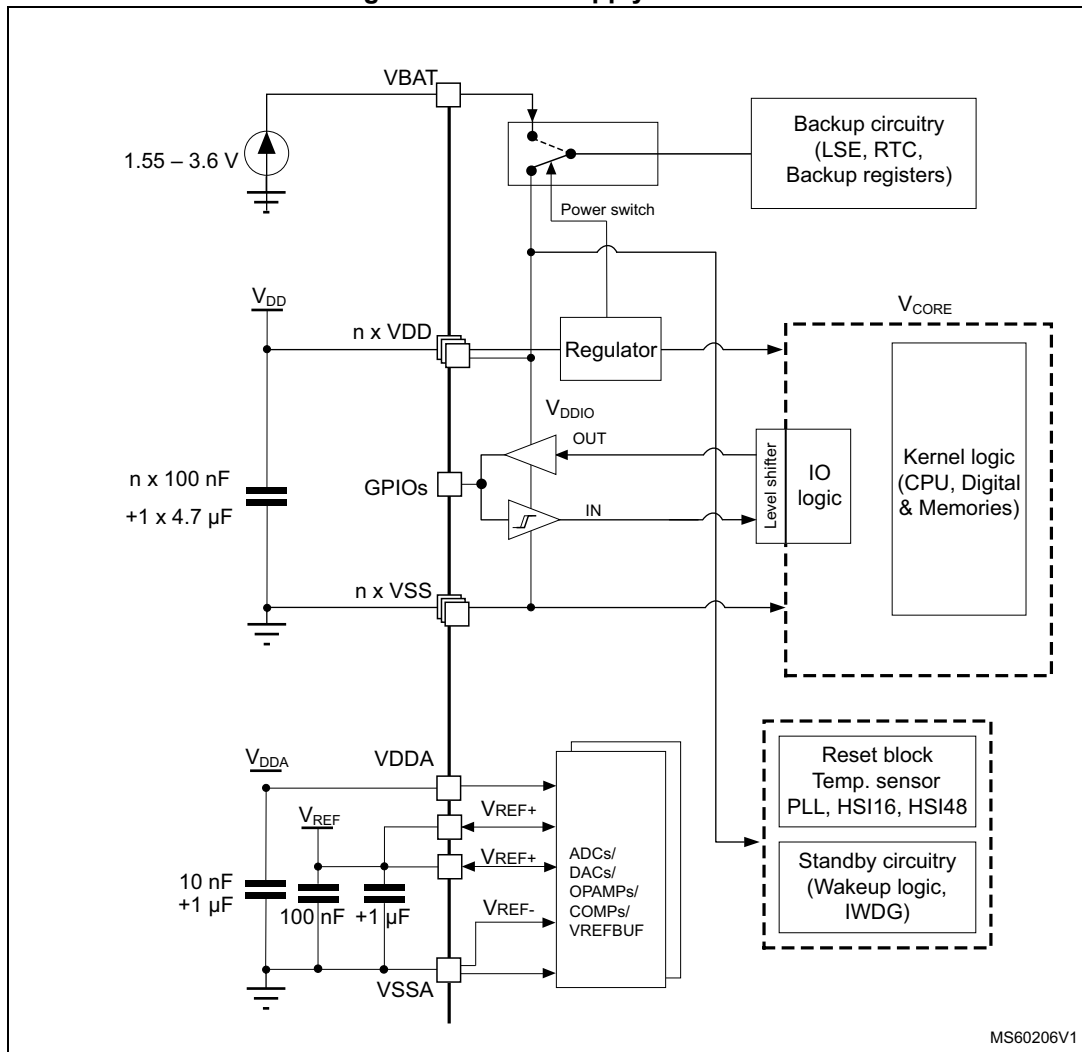 VBAT
1.55 – 3.6 V
Power switch
Backup circuitry
(LSE, RTC,
Backup registers)
VDD
n x VDD
Regulator
VCORE
VDDIO
OUT
GPIOs
IN
n x 100 nF
+1 x 4.7 µF
Level shifter
IO
logic
Kernel logic
(CPU, Digital
& Memories)
n x VSS
VDDA
VDDA
VREF
VREF+
VREF+
VREF-
10 nF
+1 µF
100 nF
+1 µF
VSSA
ADCs/
DACs/
OPAMPs/
COMPs/
VREFBUF
Reset block
Temp. sensor
PLL, HSI16, HSI48
Standby circuitry
(Wakeup logic,
IWDG)
MS60206V1